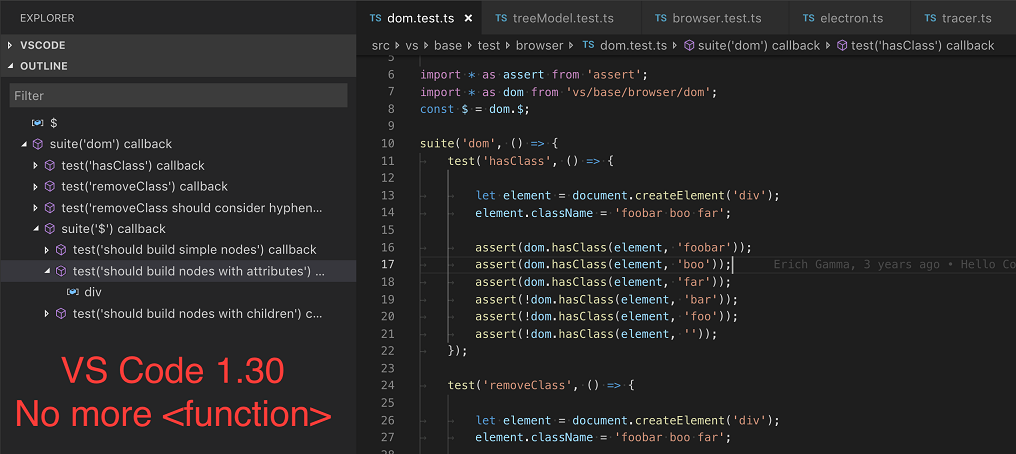 EXPLORER
VSCODE
OUTLINE
Filter
$
suite('dom') callback
test('hasClass') callback
test('removeClass') callback
test('removeClass should consider hyphen...
suite('$') callback
test('should build simple nodes') callback
test('should build nodes with attributes') ...
div
test('should build nodes with children') c...
VS Code 1.30
No more <function>
TS dom.test.ts × TS treeModel.test.ts TS browser.test.ts TS electron.ts TS tracer.ts
src vs base test browser TS dom.test.ts suite('dom') callback test('hasClass') callback
5
6 import * as assert from 'assert';
7 import * as dom from 'vs/base/browser/dom';
8 const $ = dom.$;
9
10 suite('dom', () => {
11 test('hasClass', () => {
12
13 let element = document.createElement('div');
14 element.className = 'foobar boo far';
15
16 assert(dom.hasClass(element, 'foobar'));
17 assert(dom.hasClass(element, 'boo')); Erich Gamma, 3 years ago • Hello Co
18 assert(dom.hasClass(element, 'far'));
19 assert(!dom.hasClass(element, 'bar'));
20 assert(!dom.hasClass(element, 'foo'));
21 assert(!dom.hasClass(element, ''));
22 });
23
24 test('removeClass', () => {
25
26 let element = document.createElement('div');
27 element.className = 'foobar boo far';